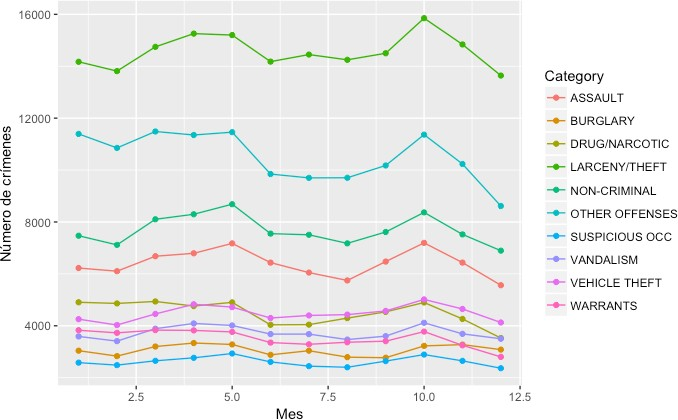 16000
12000
8000
4000
2.5
5.0
7.5
10.0
12.5
Número de crímenes
Mes
Category
ASSAULT
BURGLARY
DRUG/NARCOTIC
LARCENY/THEFT
NON-CRIMINAL
OTHER OFFENSES
SUSPICIOUS OCC
VANDALISM
VEHICLE THEFT
WARRANTS